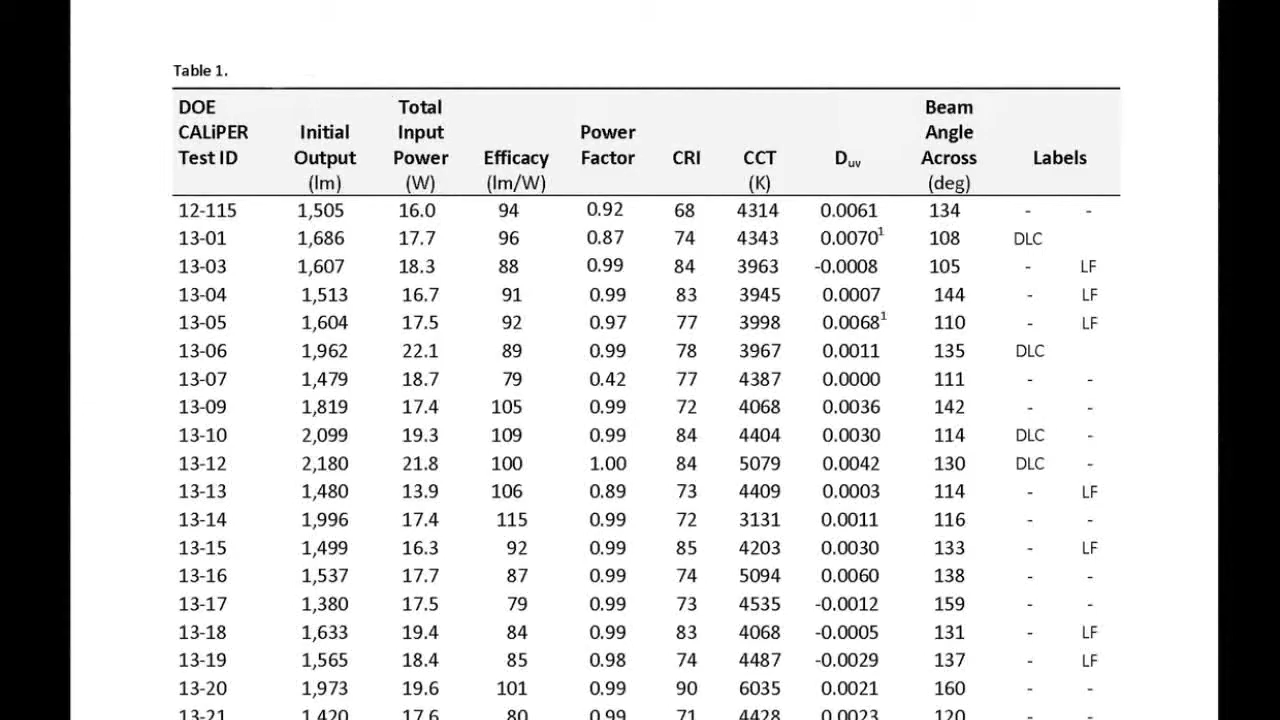 Table 1.
DOE CALiPER Test ID Initial Output (lm) Total Input Power (W) Efficacy (lm/W) Power Factor CRI CCT (K) Duv Beam Angle Across (deg) Labels
12-115 1,505 16.0 94 0.92 68 4314 0.0061 134 - -
13-01 1,686 17.7 96 0.87 74 4343 0.0070¹ 108 DLC
13-03 1,607 18.3 88 0.99 84 3963 -0.0008 105 - LF
13-04 1,513 16.7 91 0.99 83 3945 0.0007 144 - LF
13-05 1,604 17.5 92 0.97 77 3998 0.0068¹ 110 - LF
13-06 1,962 22.1 89 0.99 78 3967 0.0011 135 DLC
13-07 1,479 18.7 79 0.42 77 4387 0.0000 111 - -
13-09 1,819 17.4 105 0.99 72 4068 0.0036 142 - -
13-10 2,099 19.3 109 0.99 84 4404 0.0030 114 DLC -
13-12 2,180 21.8 100 1.00 84 5079 0.0042 130 DLC -
13-13 1,480 13.9 106 0.89 73 4409 0.0003 114 - LF
13-14 1,996 17.4 115 0.99 72 3131 0.0011 116 - -
13-15 1,499 16.3 92 0.99 85 4203 0.0030 133 - LF
13-16 1,537 17.7 87 0.99 74 5094 0.0060 138 - -
13-17 1,380 17.5 79 0.99 73 4535 -0.0012 159 - -
13-18 1,633 19.4 84 0.99 83 4068 -0.0005 131 - LF
13-19 1,565 18.4 85 0.98 74 4487 -0.0029 137 - LF
13-20 1,973 19.6 101 0.99 90 6035 0.0021 160 - -
13-21 1,420 17.6 80 0.99 71 4428 0.0023 120 - -